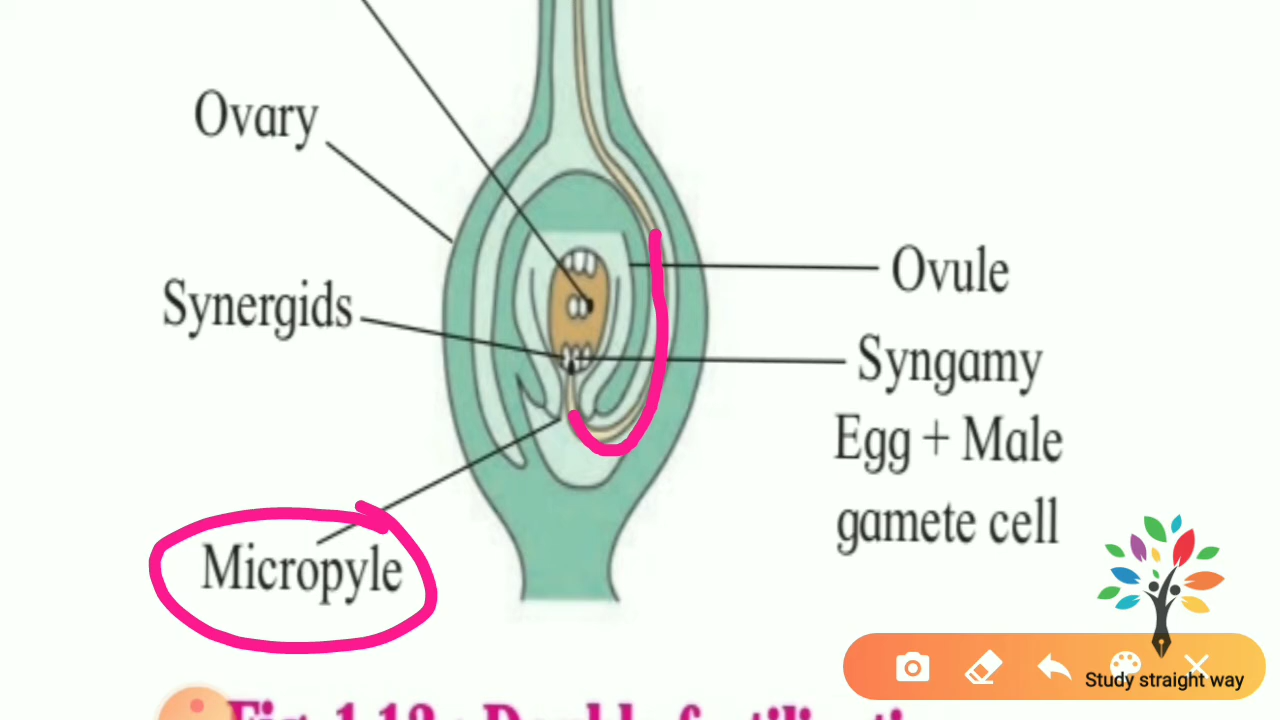 Ovary
Ovule
Synergids
Syngamy
Egg + Male
gamete cell
Micropyle
Study straight way